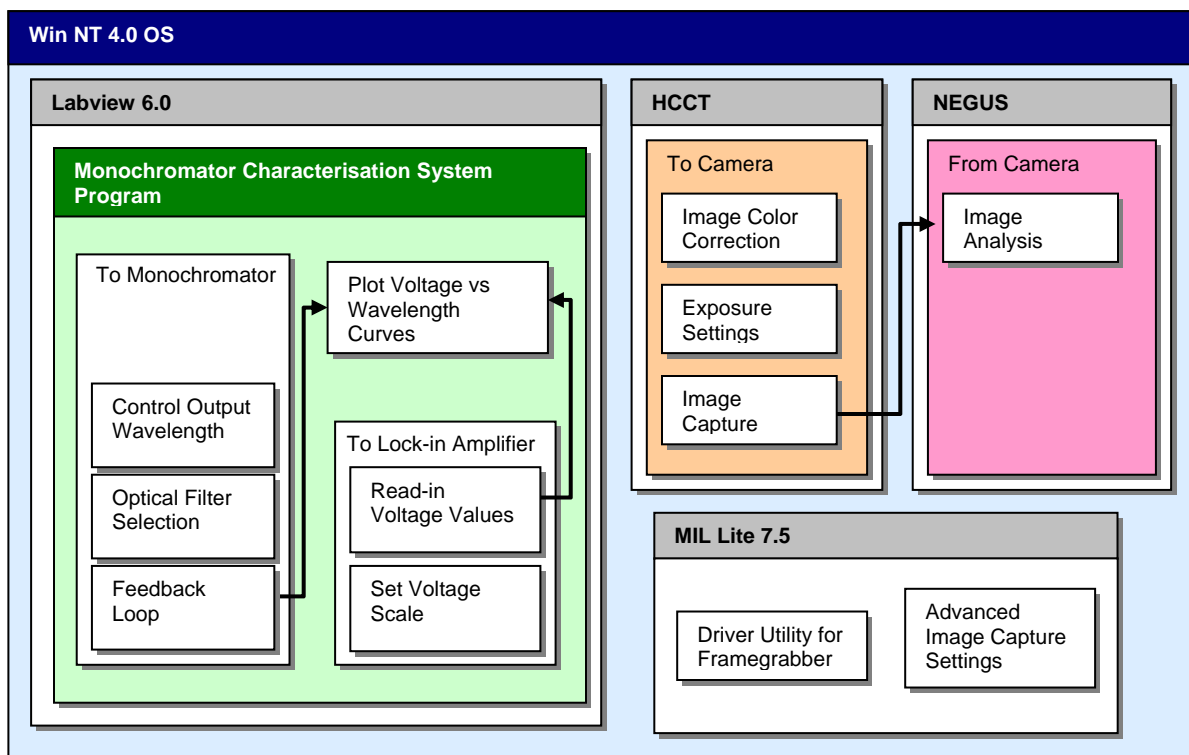 Win NT 4.0 OS
Labview 6.0
Monochromator Characterisation System
Program
To Monochromator
Control Output
Wavelength
Optical Filter
Selection
Feedback
Loop
Plot Voltage vs
Wavelength
Curves
To Lock-in Amplifier
Read-in
Voltage Values
Set Voltage
Scale
HCCT
To Camera
Image Color
Correction
Exposure
Settings
Image
Capture
NEGUS
From Camera
Image
Analysis
MIL Lite 7.5
Driver Utility for
Framegrabber
Advanced
Image Capture
Settings